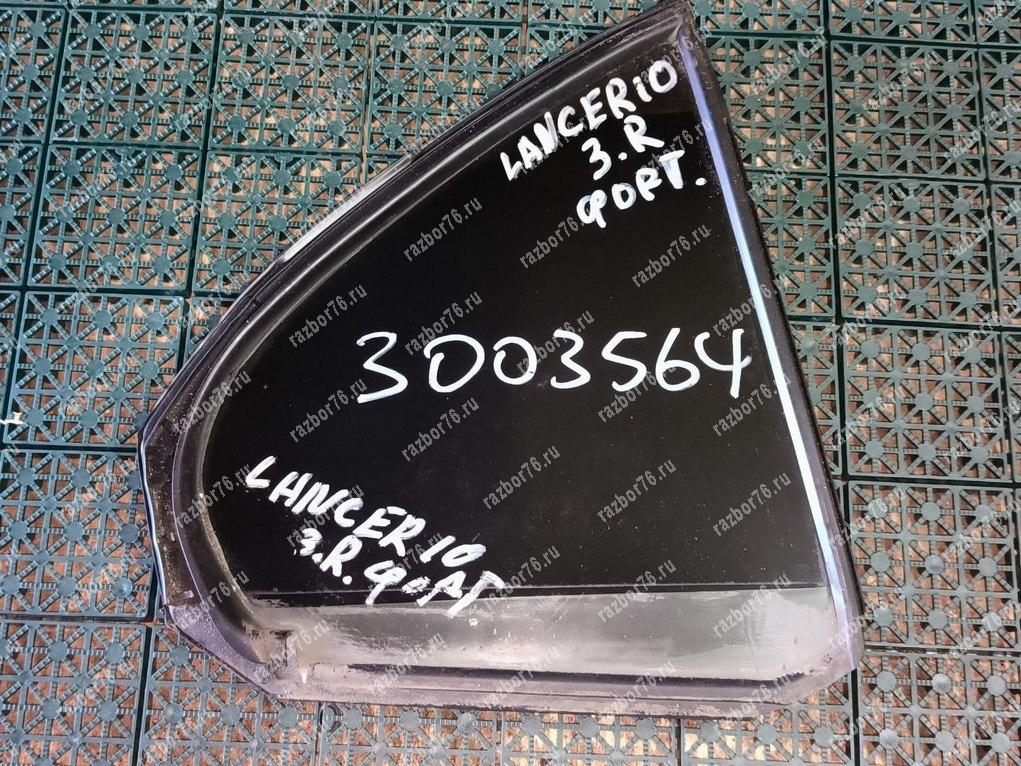 LANCER10
3.R
ФОРТ.
3003564
LANCER10
3.R. ФОРТ
razbor76.ru